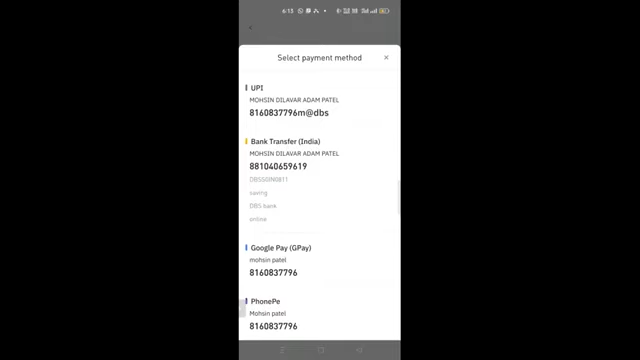 6:15
Select payment method
UPI
MOHSIN DILAVAR ADAM PATEL
8160837796m@dbs
Bank Transfer (India)
MOHSIN DILAVAR ADAM PATEL
881040659619
DBSS0IN0811
saving
DBS bank
online
Google Pay (GPay)
mohsin patel
8160837796
PhonePe
Mohsin patel
8160837796